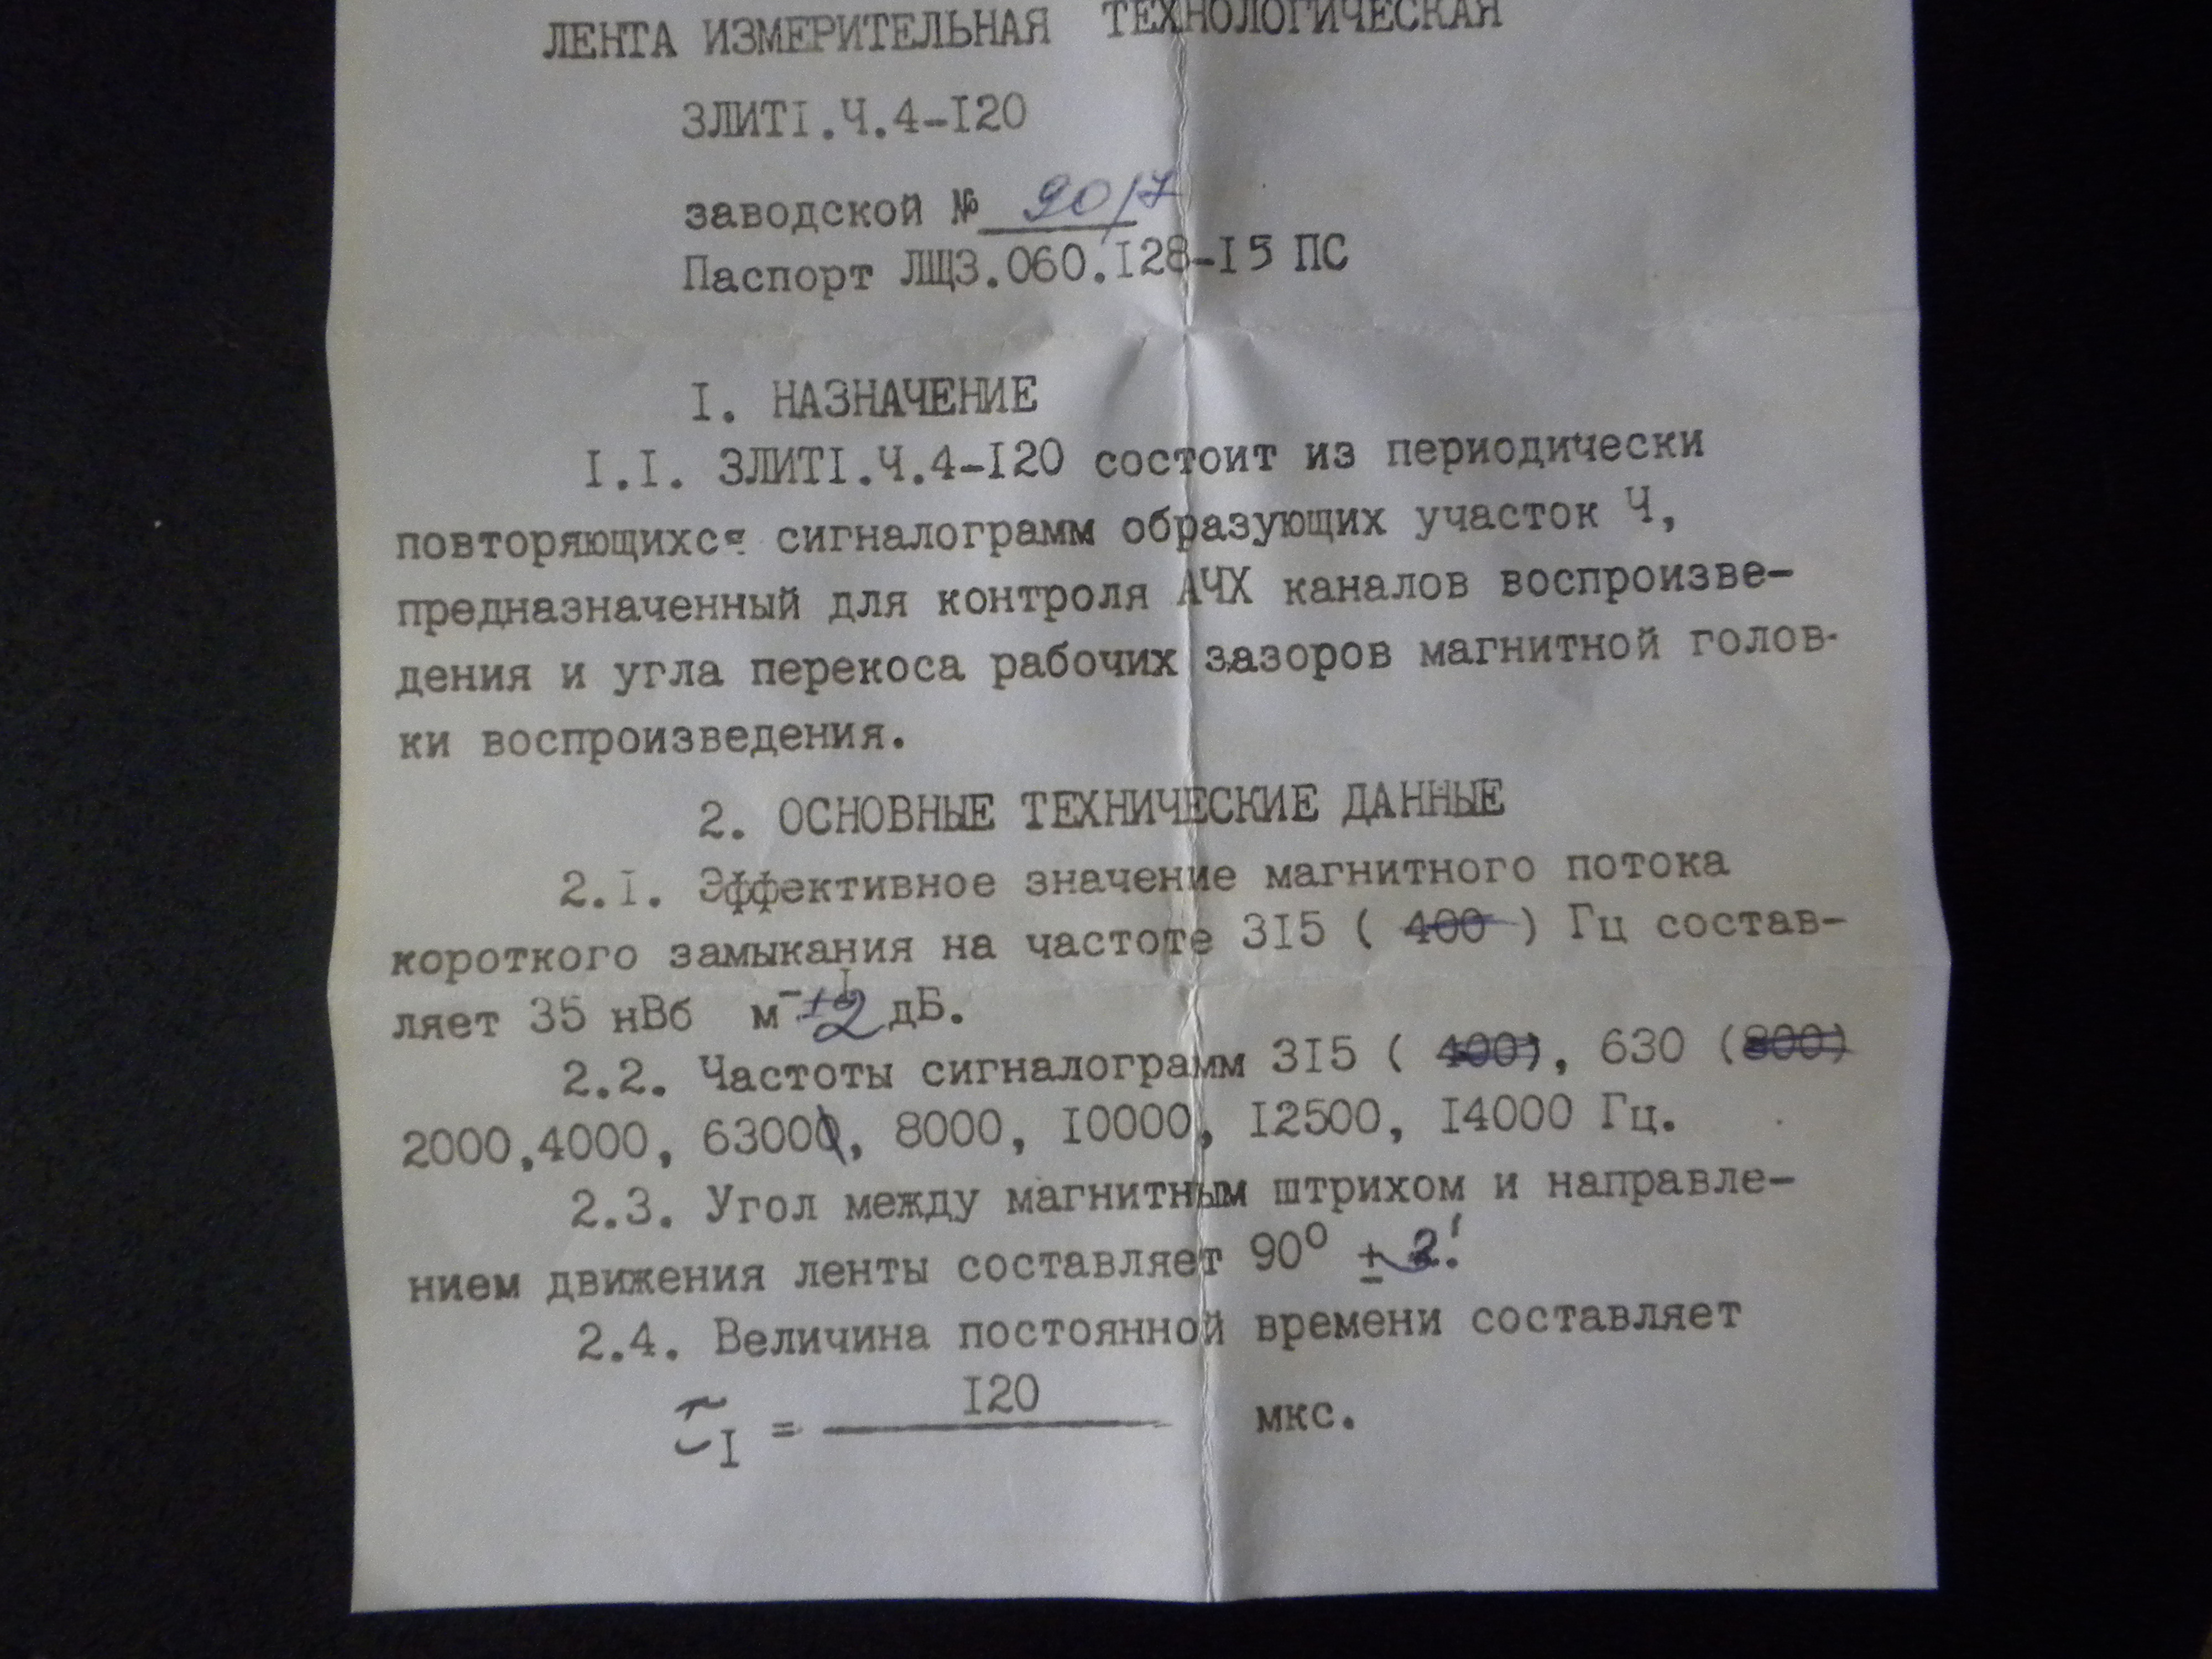 ЛЕНТА ИЗМЕРИТЕЛЬНАЯ ТЕХНОЛОГИЧЕСКАЯ
ЗЛИТI.Ч.4-I20
заводской № 90/7
Паспорт ЛЩЗ.060.I28-I5 ПС
I. НАЗНАЧЕНИЕ
I.I. ЗЛИТI.Ч.4-I20 состоит из периодически
повторяющихся сигналограмм образующих участок Ч,
предназначенный для контроля АЧХ каналов воспроизве-
дения и угла перекоса рабочих зазоров магнитной голов-
ки воспроизведения.
2. ОСНОВНЫЕ ТЕХНИЧЕСКИЕ ДАННЫЕ
2.I. Эффективное значение магнитного потока
короткого замыкания на частоте 3I5 ( 400 ) Гц состав-
ляет 35 нВб м⁻ᴵ ±2 дБ.
2.2. Частоты сигналограмм 3I5 ( 400), 630 (800)
2000,4000, 63000, 8000, I0000, I2500, I4000 Гц.
2.3. Угол между магнитным штрихом и направле-
нием движения ленты составляет 90° ± 2'.
2.4. Величина постоянной времени составляет
τI = I20 мкс.